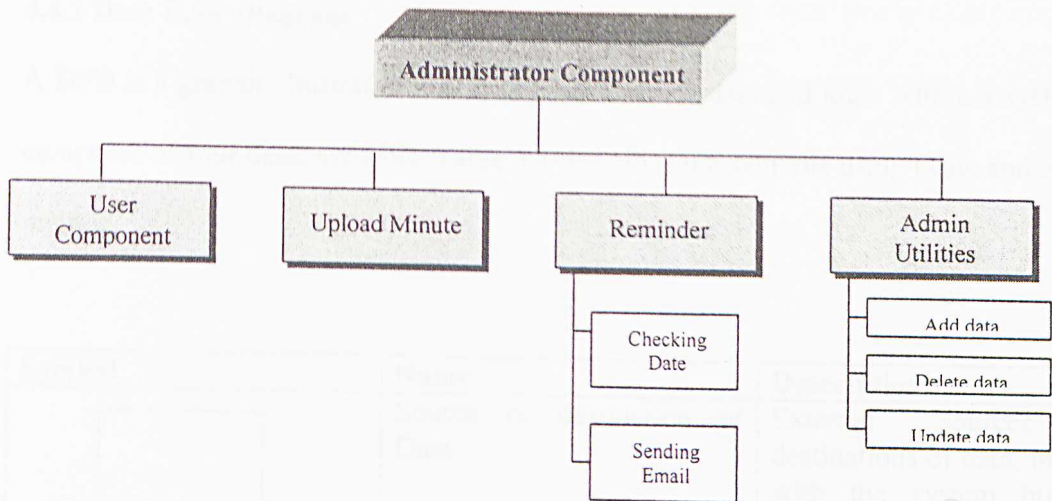 Administrator Component
User
Component
Upload Minute
Reminder
Admin
Utilities
Checking
Date
Sending
Email
Add data
Delete data
Update data